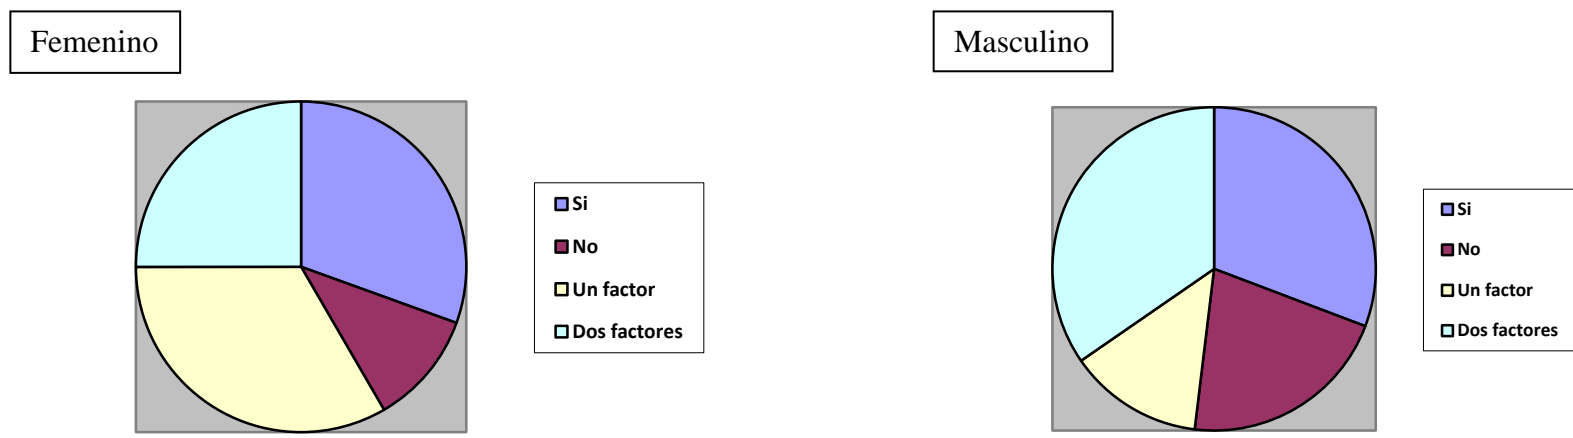 Femenino
Si
No
Un factor
Dos factores
Masculino
Si
No
Un factor
Dos factores